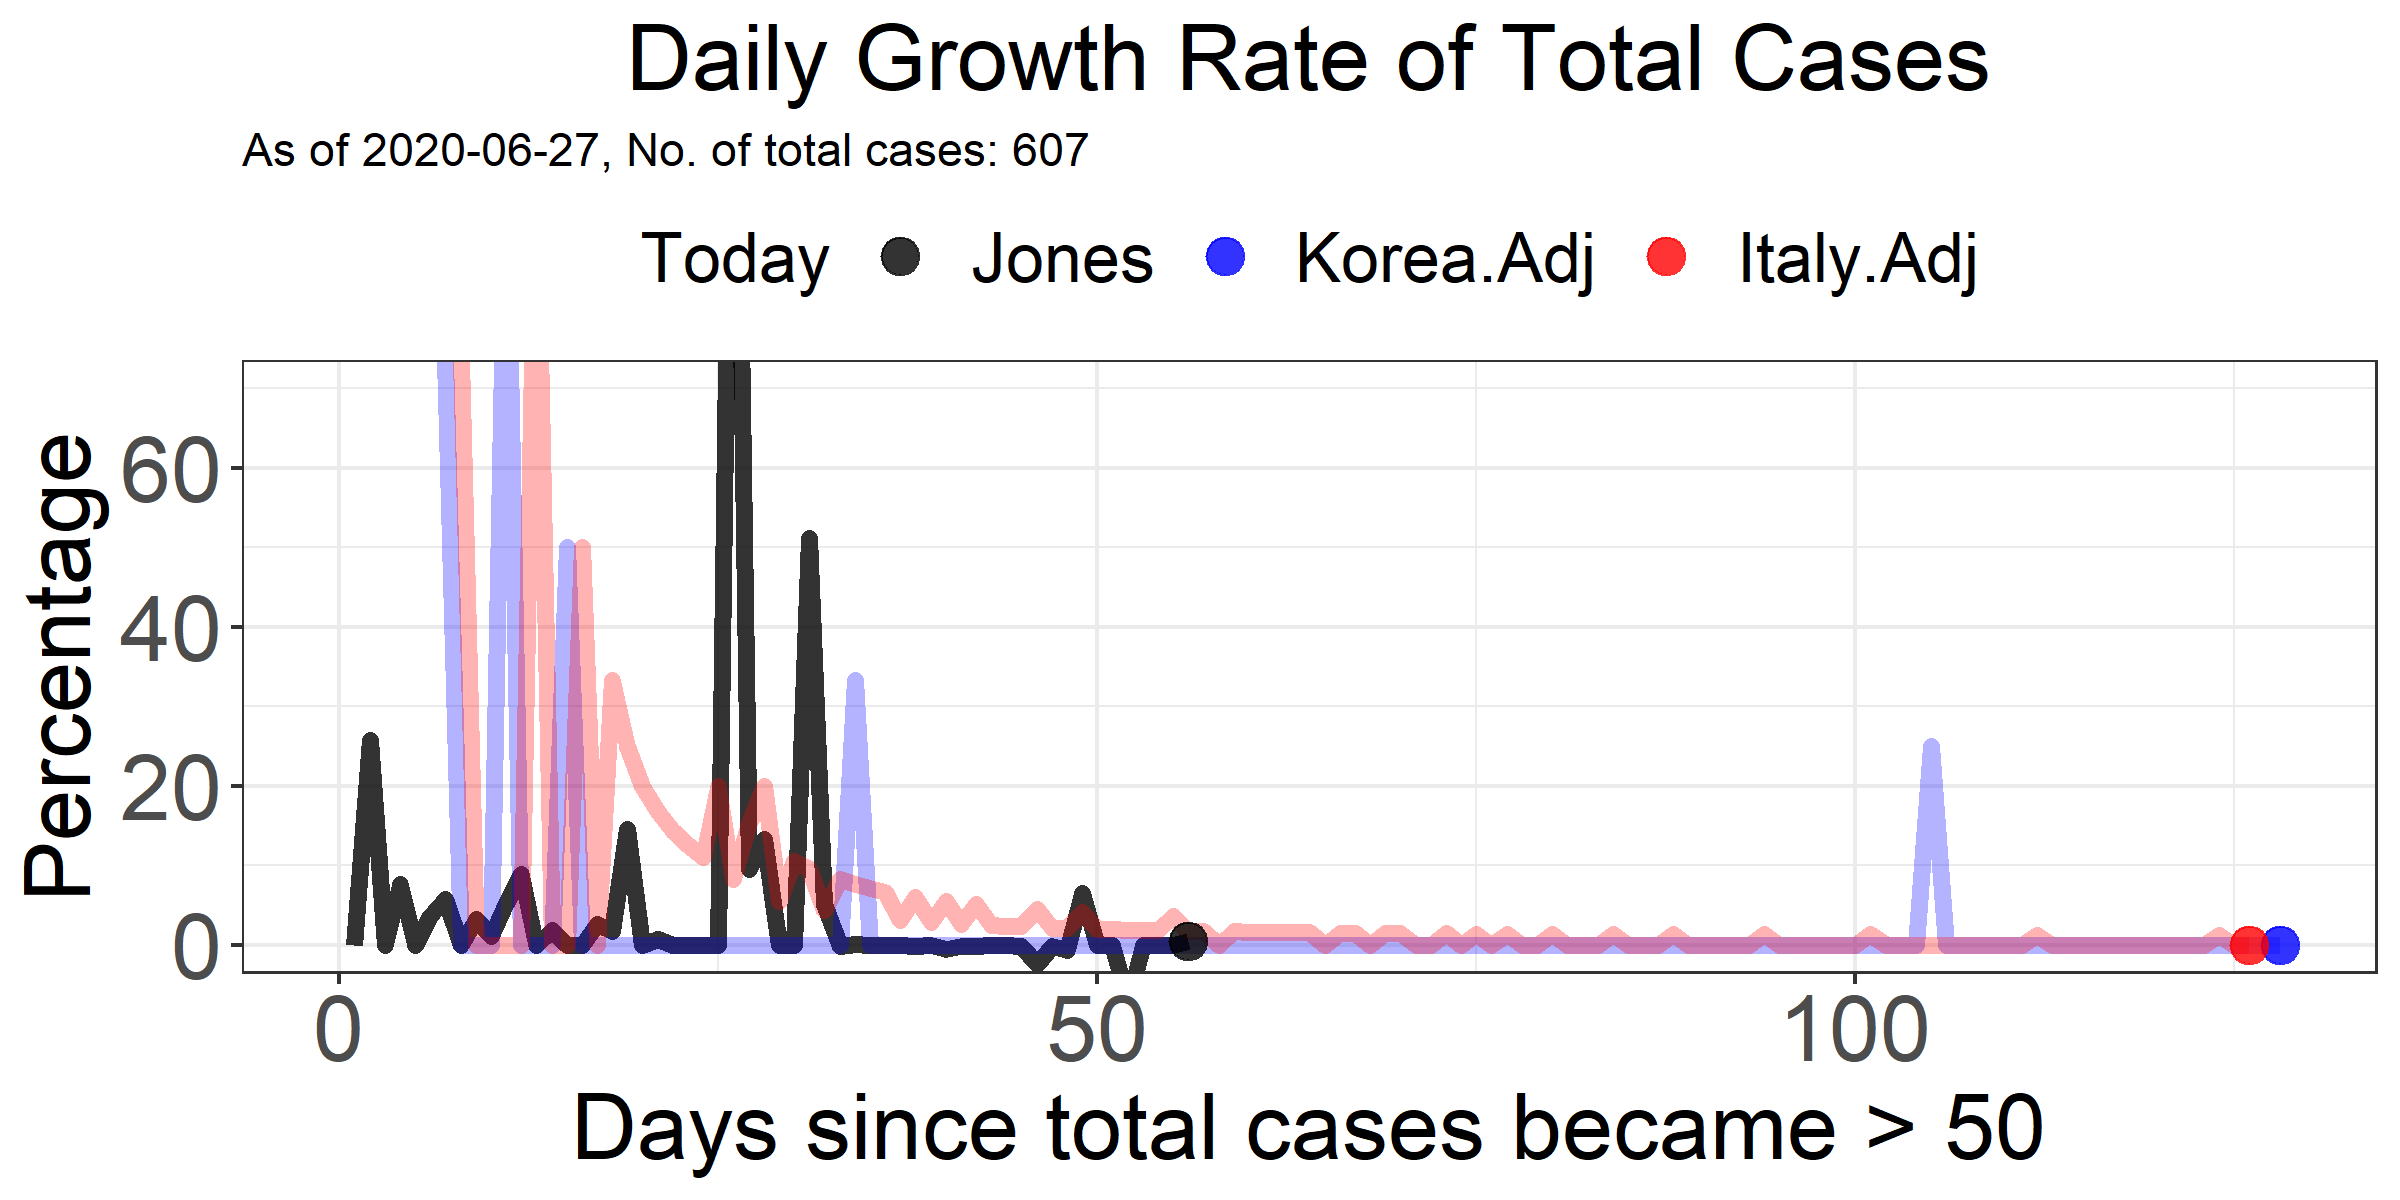 Daily Growth Rate of Total Cases
As of 2020-06-27, No. of total cases: 607
Today Jones Korea.Adj Italy.Adj
Percentage
60
40
20
0
0 50 100
Days since total cases became > 50